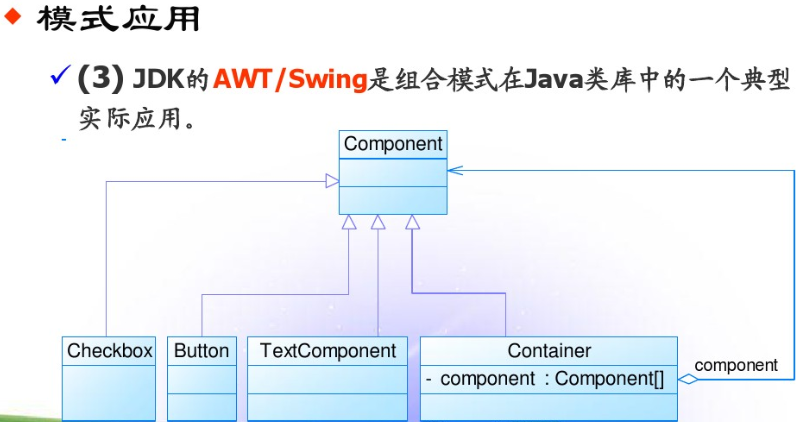 模式应用
(3) JDK的AWT/Swing是组合模式在Java类库中的一个典型
实际应用。
Component
Checkbox
Button
TextComponent
Container
- component : Component[]
component